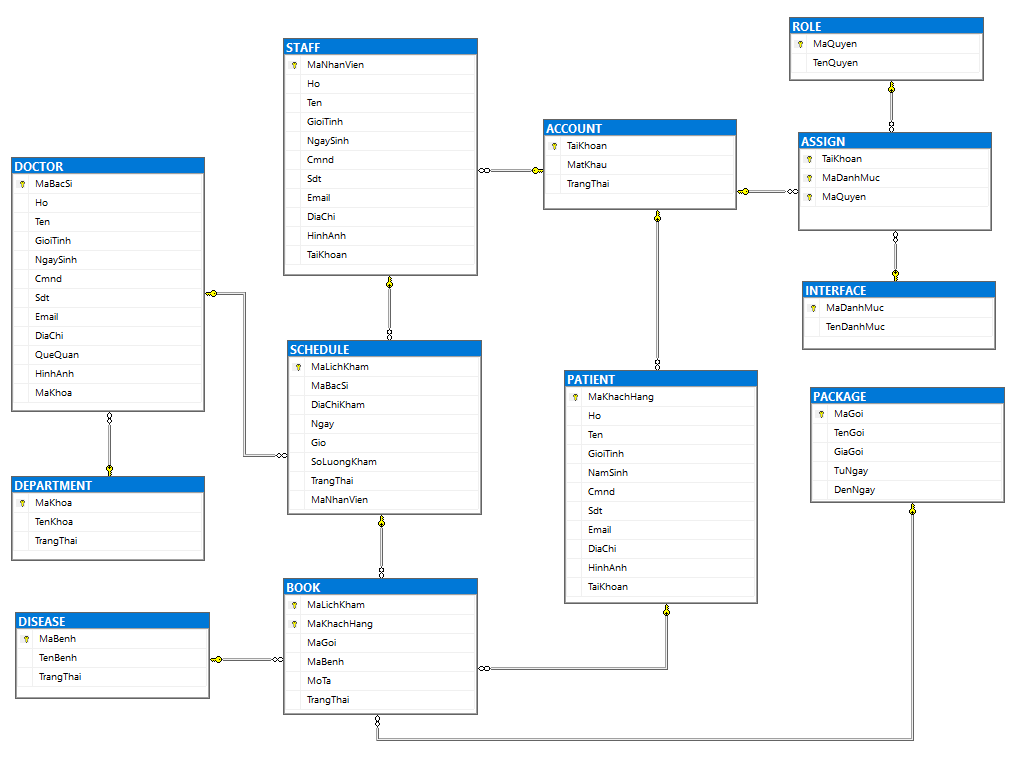 ROLE
MaQuyen
TenQuyen
STAFF
MaNhanVien
Ho
Ten
GioiTinh
NgaySinh
Cmnd
Sdt
Email
DiaChi
HinhAnh
TaiKhoan
ACCOUNT
TaiKhoan
MatKhau
TrangThai
ASSIGN
TaiKhoan
MaDanhMuc
MaQuyen
DOCTOR
MaBacSi
Ho
Ten
GioiTinh
NgaySinh
Cmnd
Sdt
Email
DiaChi
QueQuan
HinhAnh
MaKhoa
INTERFACE
MaDanhMuc
TenDanhMuc
SCHEDULE
MaLichKham
MaBacSi
DiaChiKham
Ngay
Gio
SoLuongKham
TrangThai
MaNhanVien
PATIENT
MaKhachHang
Ho
Ten
GioiTinh
NamSinh
Cmnd
Sdt
Email
DiaChi
HinhAnh
TaiKhoan
PACKAGE
MaGoi
TenGoi
GiaGoi
TuNgay
DenNgay
DEPARTMENT
MaKhoa
TenKhoa
TrangThai
BOOK
MaLichKham
MaKhachHang
MaGoi
MaBenh
MoTa
TrangThai
DISEASE
MaBenh
TenBenh
TrangThai